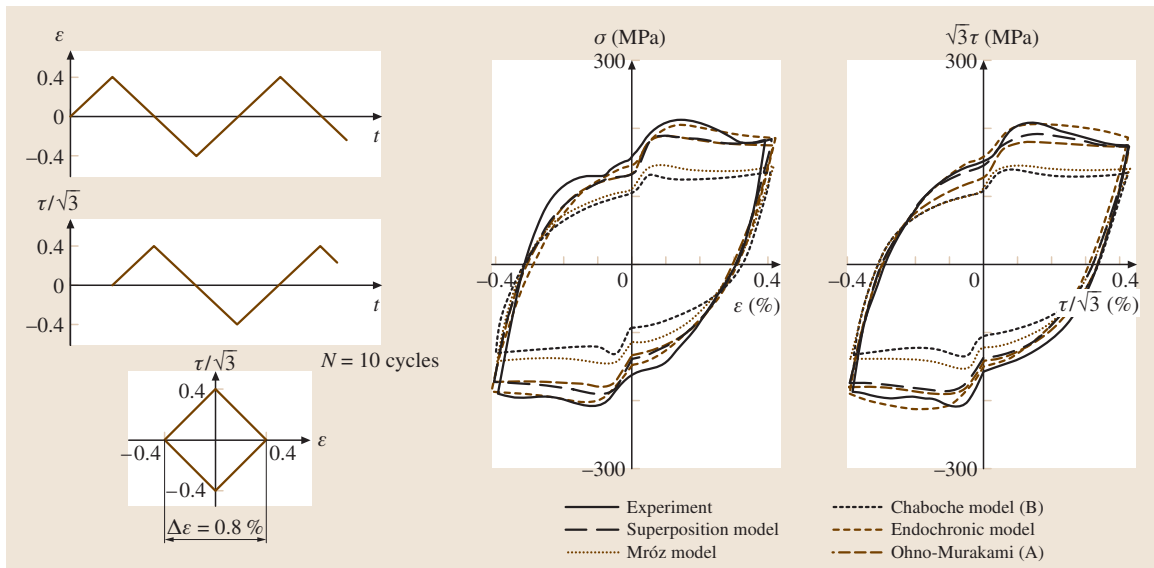 ε
0.4
0
−0.4
t
τ/√3
0.4
0
−0.4
t
N = 10 cycles
τ/√3
0.4
−0.4
0.4
ε
−0.4
Δε = 0.8 %
σ (MPa)
300
−0.4
0
0.4
ε (%)
−300
√3τ (MPa)
300
−0.4
0
0.4
τ/√3 (%)
−300
Experiment
Superposition model
Mróz model
Chaboche model (B)
Endochronic model
Ohno-Murakami (A)